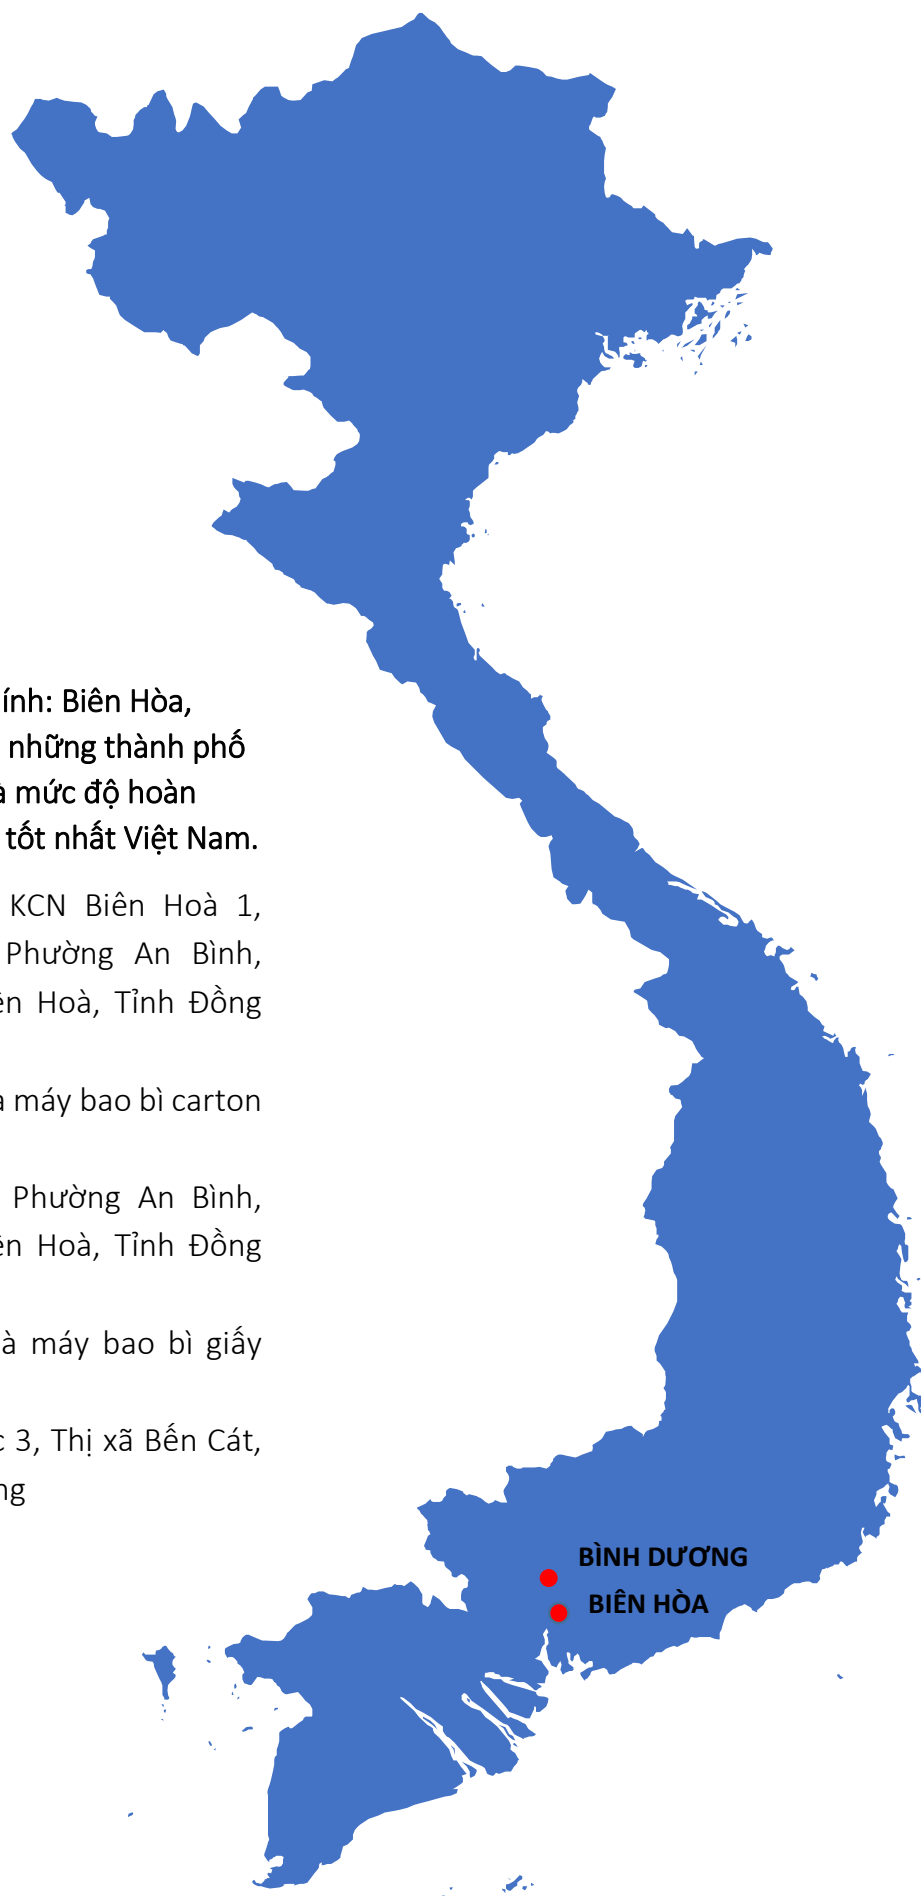 ính: Biên Hòa,
những thành phố
à mức độ hoàn
tốt nhất Việt Nam.
KCN Biên Hoà 1,
Phường An Bình,
ên Hoà, Tỉnh Đồng
à máy bao bì carton
Phường An Bình,
ên Hoà, Tỉnh Đồng
à máy bao bì giấy
c 3, Thị xã Bến Cát,
ng
BÌNH DƯƠNG
BIÊN HÒA